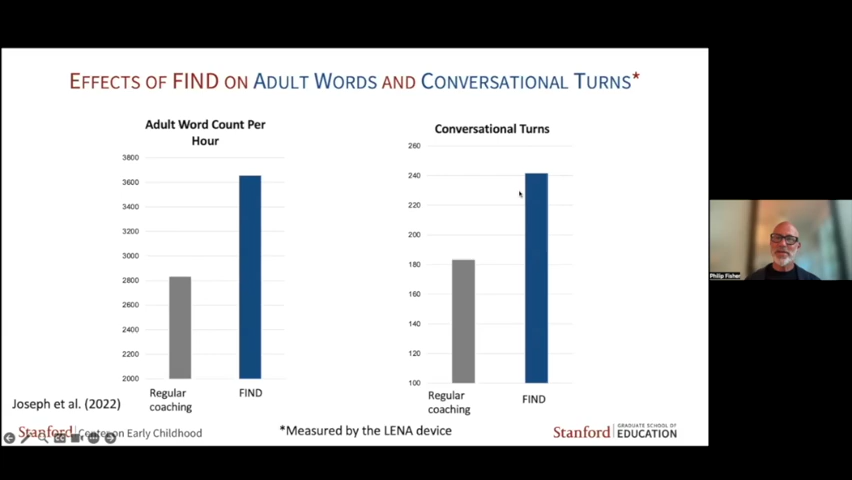 EFFECTS OF FIND ON ADULT WORDS AND CONVERSATIONAL TURNS*
Adult Word Count Per
Hour
3800
3600
3400
3200
3000
2800
2600
2400
2200
2000
Regular
coaching
FIND
Conversational Turns
260
240
220
200
180
160
140
120
100
Regular
coaching
FIND
Joseph et al. (2022)
Stanford Center on Early Childhood
*Measured by the LENA device
Stanford
GRADUATE SCHOOL OF
EDUCATION
Philip Fisher